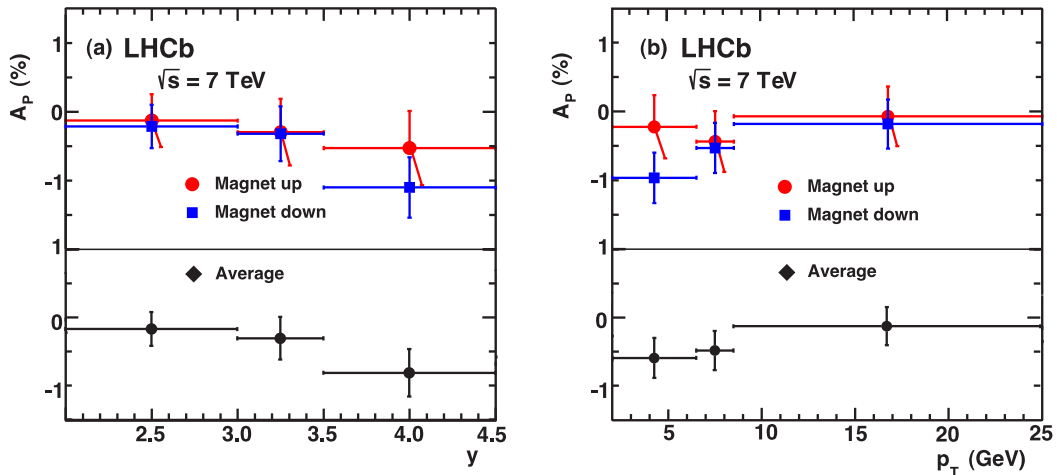 (a) LHCb
√s = 7 TeV
A_P (%)
1
0
-1
Magnet up
Magnet down
1
Average
0
-1
2.5 3.0 3.5 4.0 4.5
y
(b) LHCb
√s = 7 TeV
A_P (%)
1
0
-1
Magnet up
Magnet down
1
Average
0
-1
5 10 15 20 25
p_T (GeV)